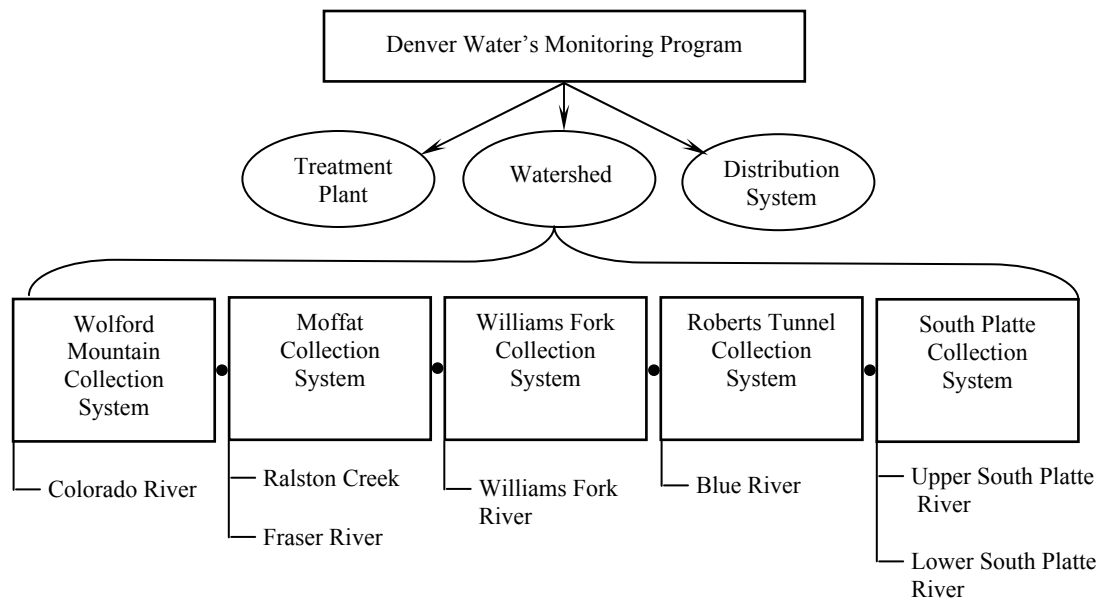 Denver Water’s Monitoring Program
Treatment
Plant
Watershed
Distribution
System
Wolford
Mountain
Collection
System
Moffat
Collection
System
Williams Fork
Collection
System
Roberts Tunnel
Collection
System
South Platte
Collection
System
Colorado River
Ralston Creek
Fraser River
Williams Fork
River
Blue River
Upper South Platte
River
Lower South Platte
River